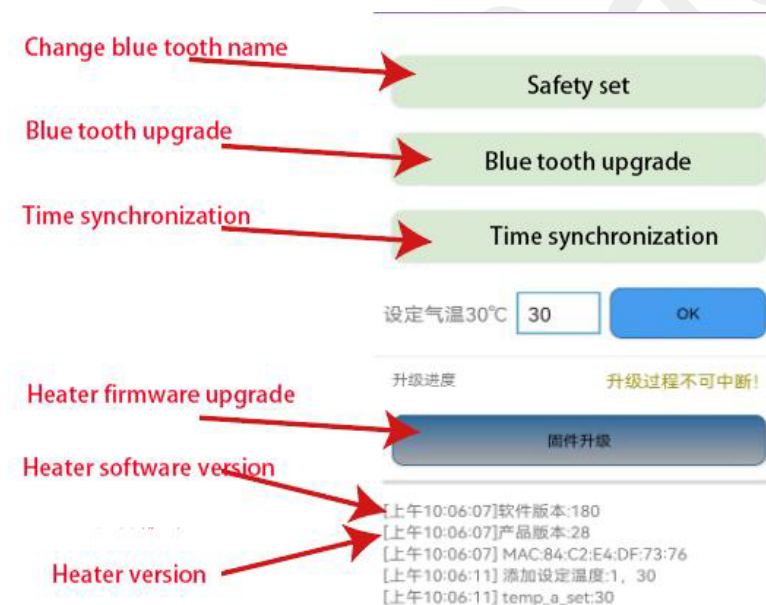 Change blue tooth name
Safety set
Blue tooth upgrade
Blue tooth upgrade
Time synchronization
Time synchronization
设定气温30℃ 30 OK
升级进度 升级过程不可中断!
Heater firmware upgrade
固件升级
Heater software version
[上午10:06:07]软件版本:180
[上午10:06:07]产品版本:28
[上午10:06:07] MAC:84:C2:E4:DF:73:76
Heater version
[上午10:06:11] 添加设定温度:1, 30
[上午10:06:11] temp_a_set:30